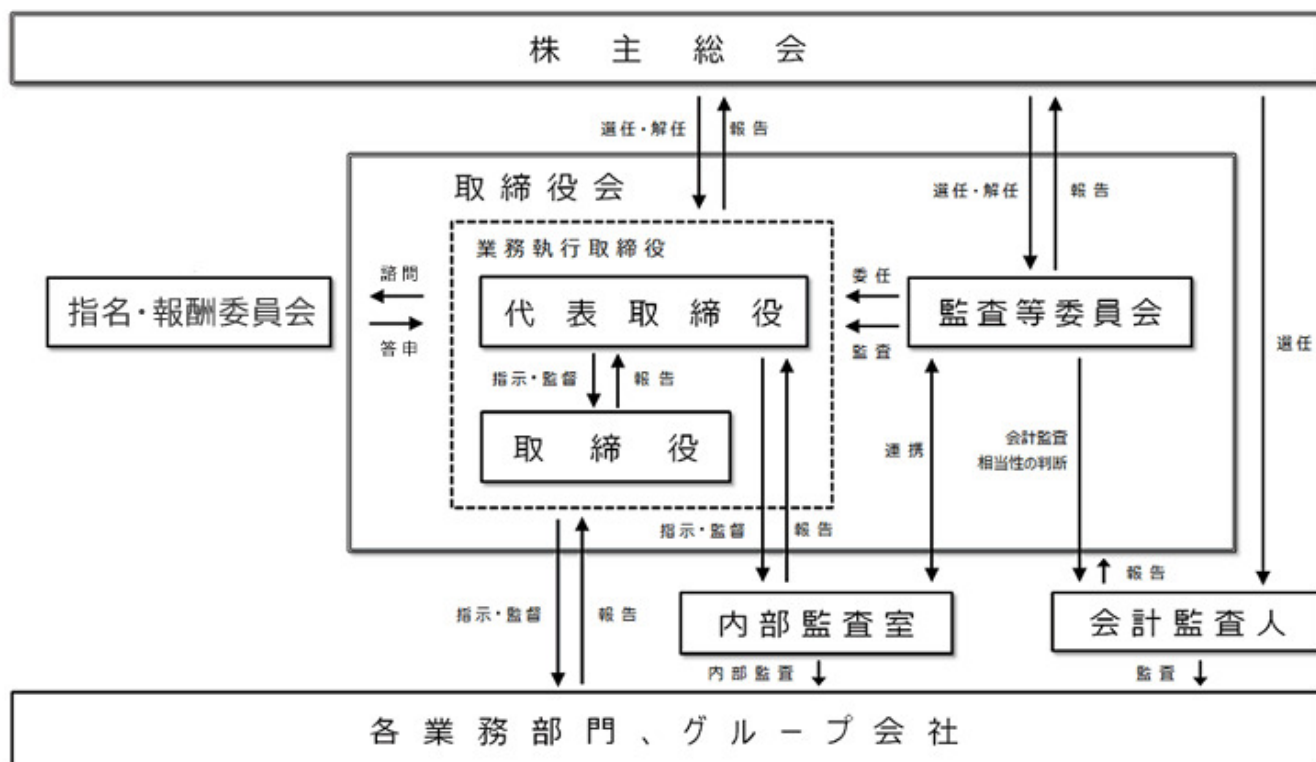 株主総会
選任・解任
報告
選任・解任
報告
選任
取締役会
業務執行取締役
代表取締役
監査等委員会
指名・報酬委員会
諮問
答申
委任
監査
指示・監督
報告
取締役
連携
会計監査
相当性の判断
指示・監督
報告
報告
指示・監督
報告
内部監査室
会計監査人
内部監査
監査
各業務部門、グループ会社